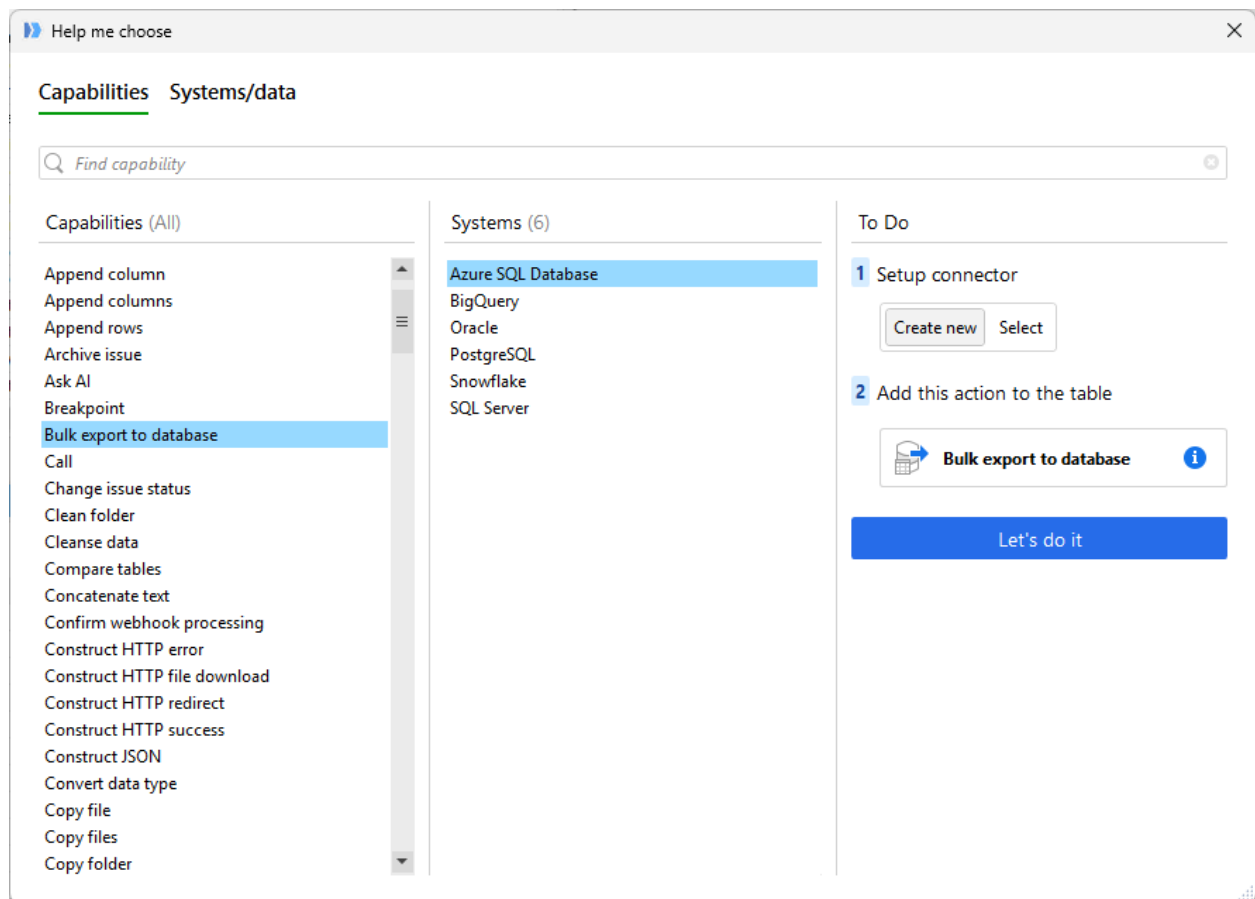 Help me choose
Capabilities Systems/data
Find capability
Capabilities (All)
Append column
Append columns
Append rows
Archive issue
Ask AI
Breakpoint
Bulk export to database
Call
Change issue status
Clean folder
Cleanse data
Compare tables
Concatenate text
Confirm webhook processing
Construct HTTP error
Construct HTTP file download
Construct HTTP redirect
Construct HTTP success
Construct JSON
Convert data type
Copy file
Copy files
Copy folder
Systems (6)
Azure SQL Database
BigQuery
Oracle
PostgreSQL
Snowflake
SQL Server
To Do
1 Setup connector
Create new Select
2 Add this action to the table
Bulk export to database
Let's do it